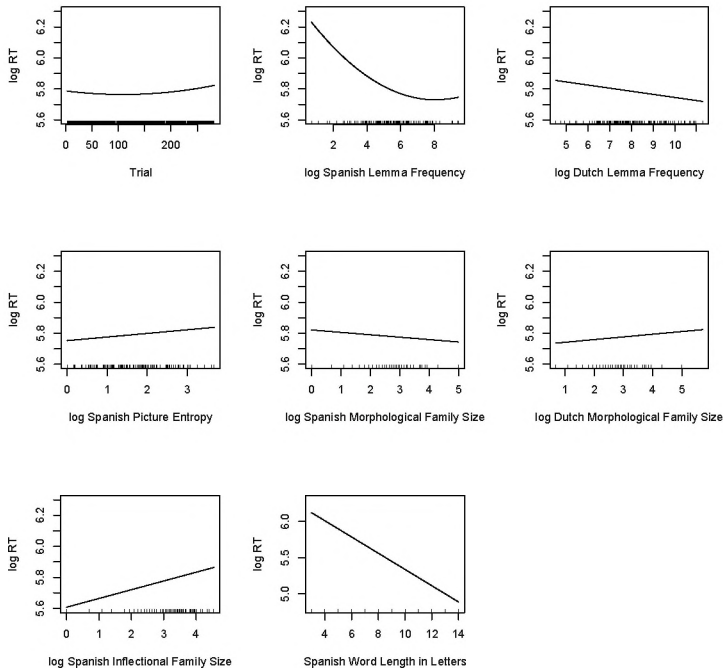 log RT
5.6 5.8 6.0 6.2
0 50 100 200
Trial
log RT
5.6 5.8 6.0 6.2
2 4 6 8
log Spanish Lemma Frequency
log RT
5.6 5.8 6.0 6.2
5 6 7 8 9 10
log Dutch Lemma Frequency
log RT
5.6 5.8 6.0 6.2
0 1 2 3
log Spanish Picture Entropy
log RT
5.6 5.8 6.0 6.2
0 1 2 3 4 5
log Spanish Morphological Family Size
log RT
5.6 5.8 6.0 6.2
1 2 3 4 5
log Dutch Morphological Family Size
log RT
5.6 5.8 6.0 6.2
0 1 2 3 4
log Spanish Inflectional Family Size
log RT
5.0 5.5 6.0
4 6 8 10 12 14
Spanish Word Length in Letters